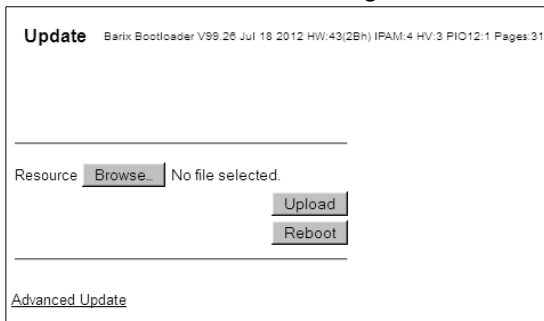 Update Barix Bootloader V99.26 Jul 18 2012 HW:43(2Bh) IPAM:4 HV:3 PIO12:1 Pages:31
Resource Browse... No file selected.
Upload
Reboot
Advanced Update